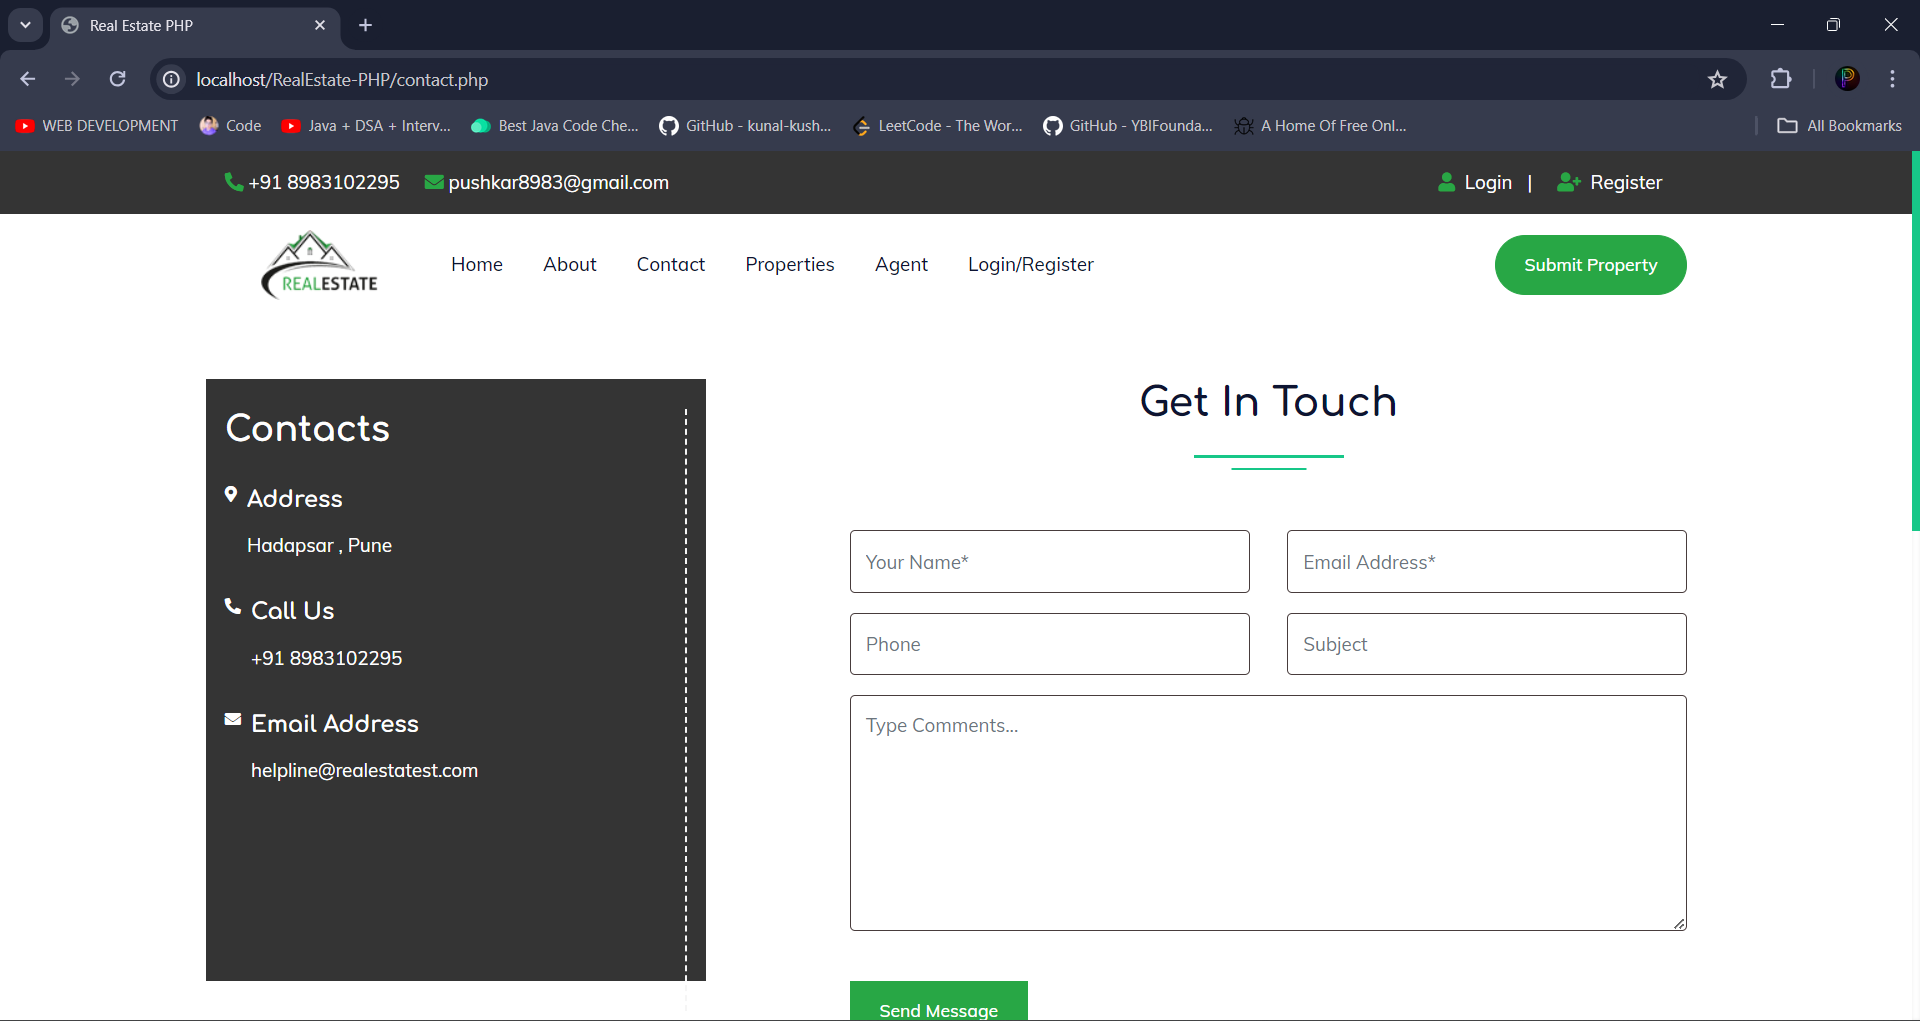 Real Estate PHP
localhost/RealEstate-PHP/contact.php
WEB DEVELOPMENT Code Java + DSA + Interv... Best Java Code Che... GitHub - kunal-kush... LeetCode - The Wor... GitHub - YBIFounda... A Home Of Free Onl... All Bookmarks
+91 8983102295 pushkar8983@gmail.com Login | Register
REALESTATE Home About Contact Properties Agent Login/Register Submit Property
Contacts
Address
Hadapsar , Pune
Call Us
+91 8983102295
Email Address
helpline@realestatest.com
Get In Touch
Your Name* Email Address*
Phone Subject
Type Comments...
Send Message